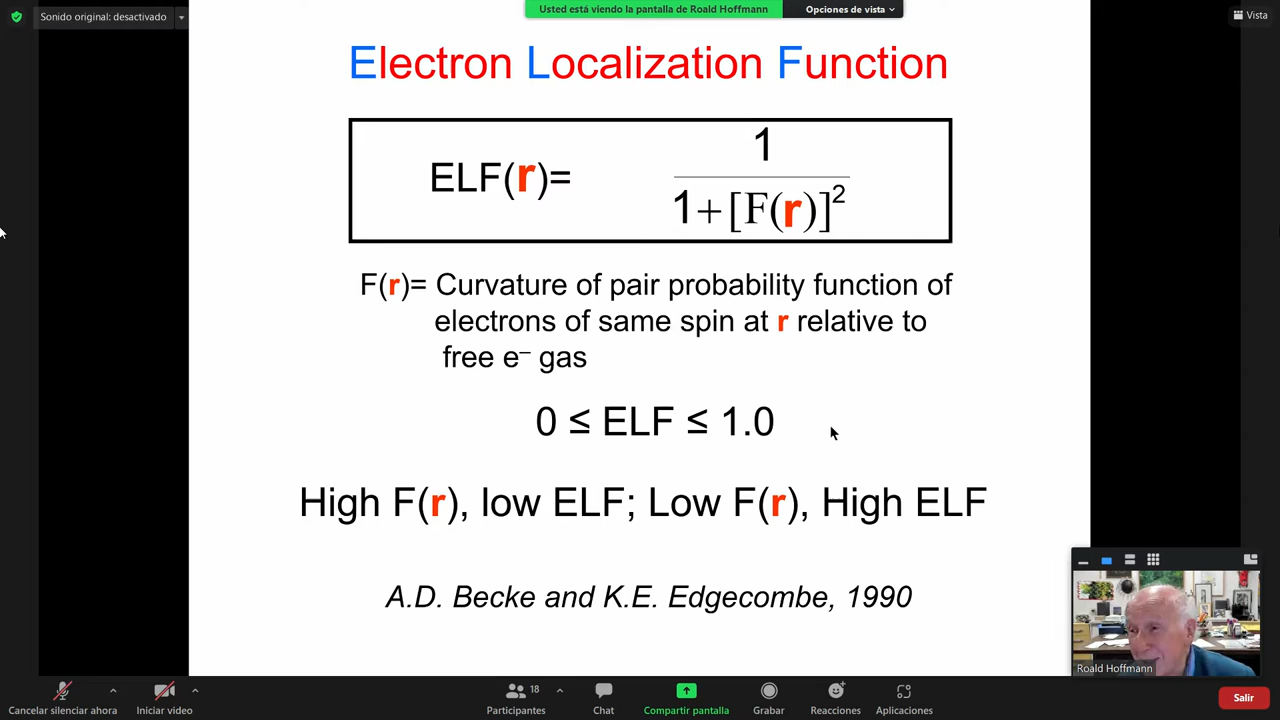 Sonido original: desactivado
Usted está viendo la pantalla de Roald Hoffmann
Opciones de vista
Vista
Electron Localization Function
ELF(r)=
1
1+[F(r)]²
F(r)= Curvature of pair probability function of
electrons of same spin at r relative to
free e⁻ gas
0 ≤ ELF ≤ 1.0
High F(r), low ELF; Low F(r), High ELF
A.D. Becke and K.E. Edgecombe, 1990
Roald Hoffmann
Cancelar silenciar ahora
Iniciar video
18
Participantes
Chat
Compartir pantalla
Grabar
Reacciones
Aplicaciones
Salir